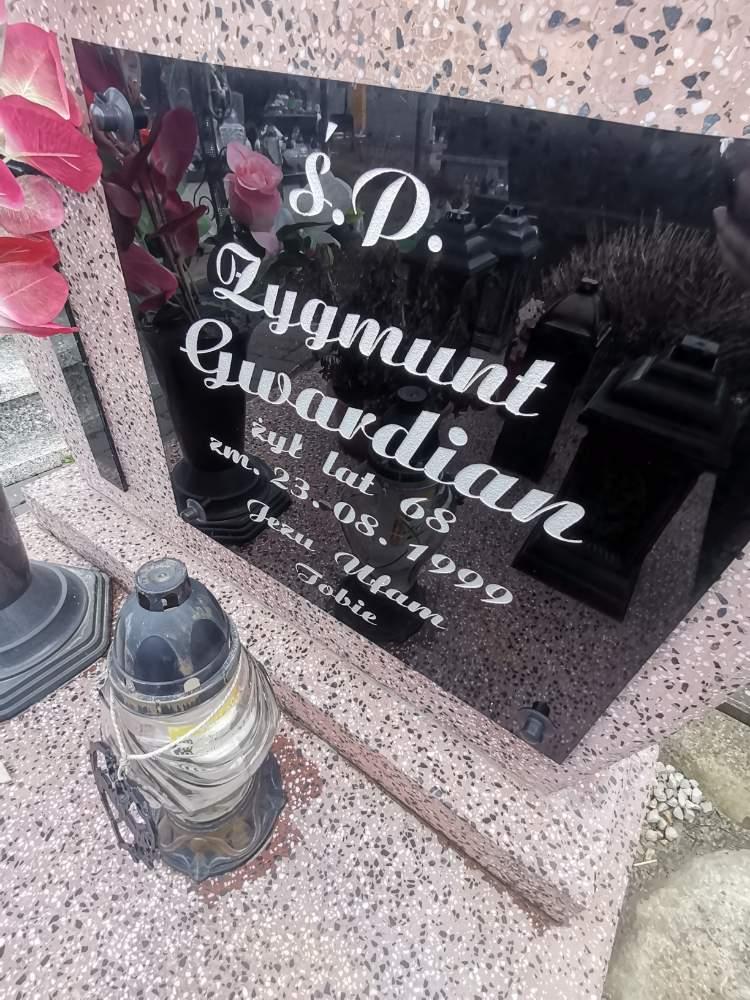 Ś.P.
Zygmunt
Gwardian
żył lat 68
zm. 23.08.1999
Jezu Ufam
Tobie